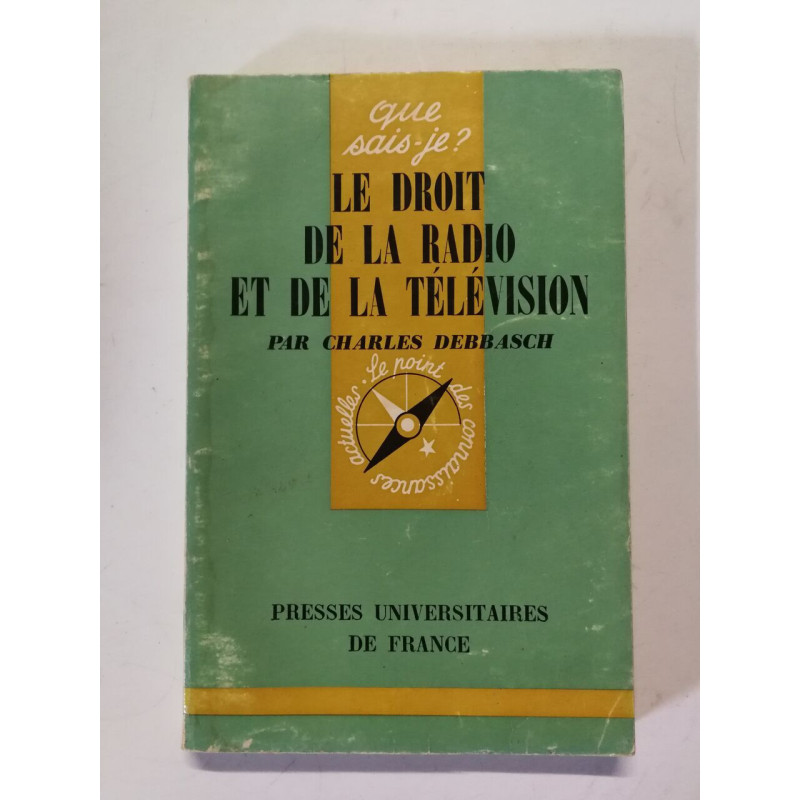 que
sais-je?
LE DROIT
DE LA RADIO
ET DE LA TÉLÉVISION
PAR CHARLES DEBBASCH
Le point des connaissances actuelles.
PRESSES UNIVERSITAIRES
DE FRANCE